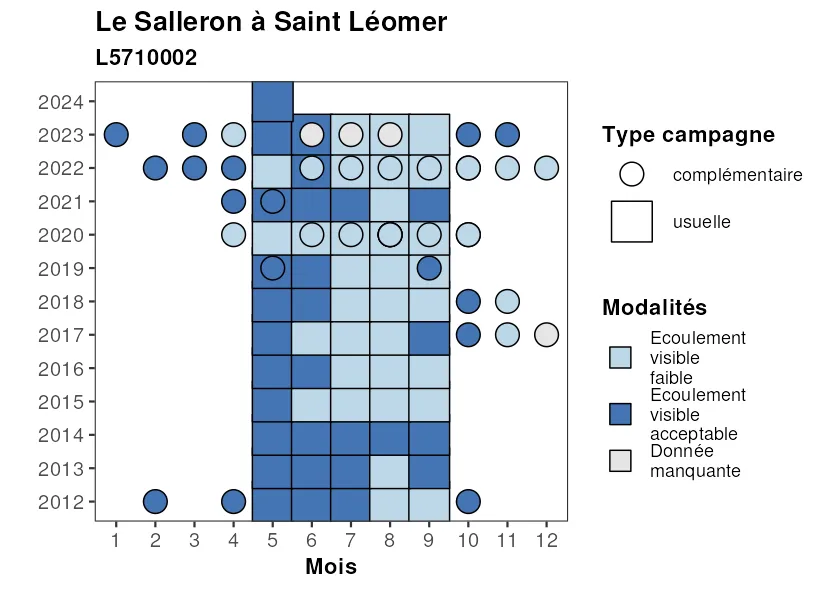 Le Salleron à Saint Léomer
L5710002
2024
2023
2022
2021
2020
2019
2018
2017
2016
2015
2014
2013
2012
1 2 3 4 5 6 7 8 9 10 11 12
Mois
Type campagne
complémentaire
usuelle
Modalités
Ecoulement
visible
faible
Ecoulement
visible
acceptable
Donnée
manquante